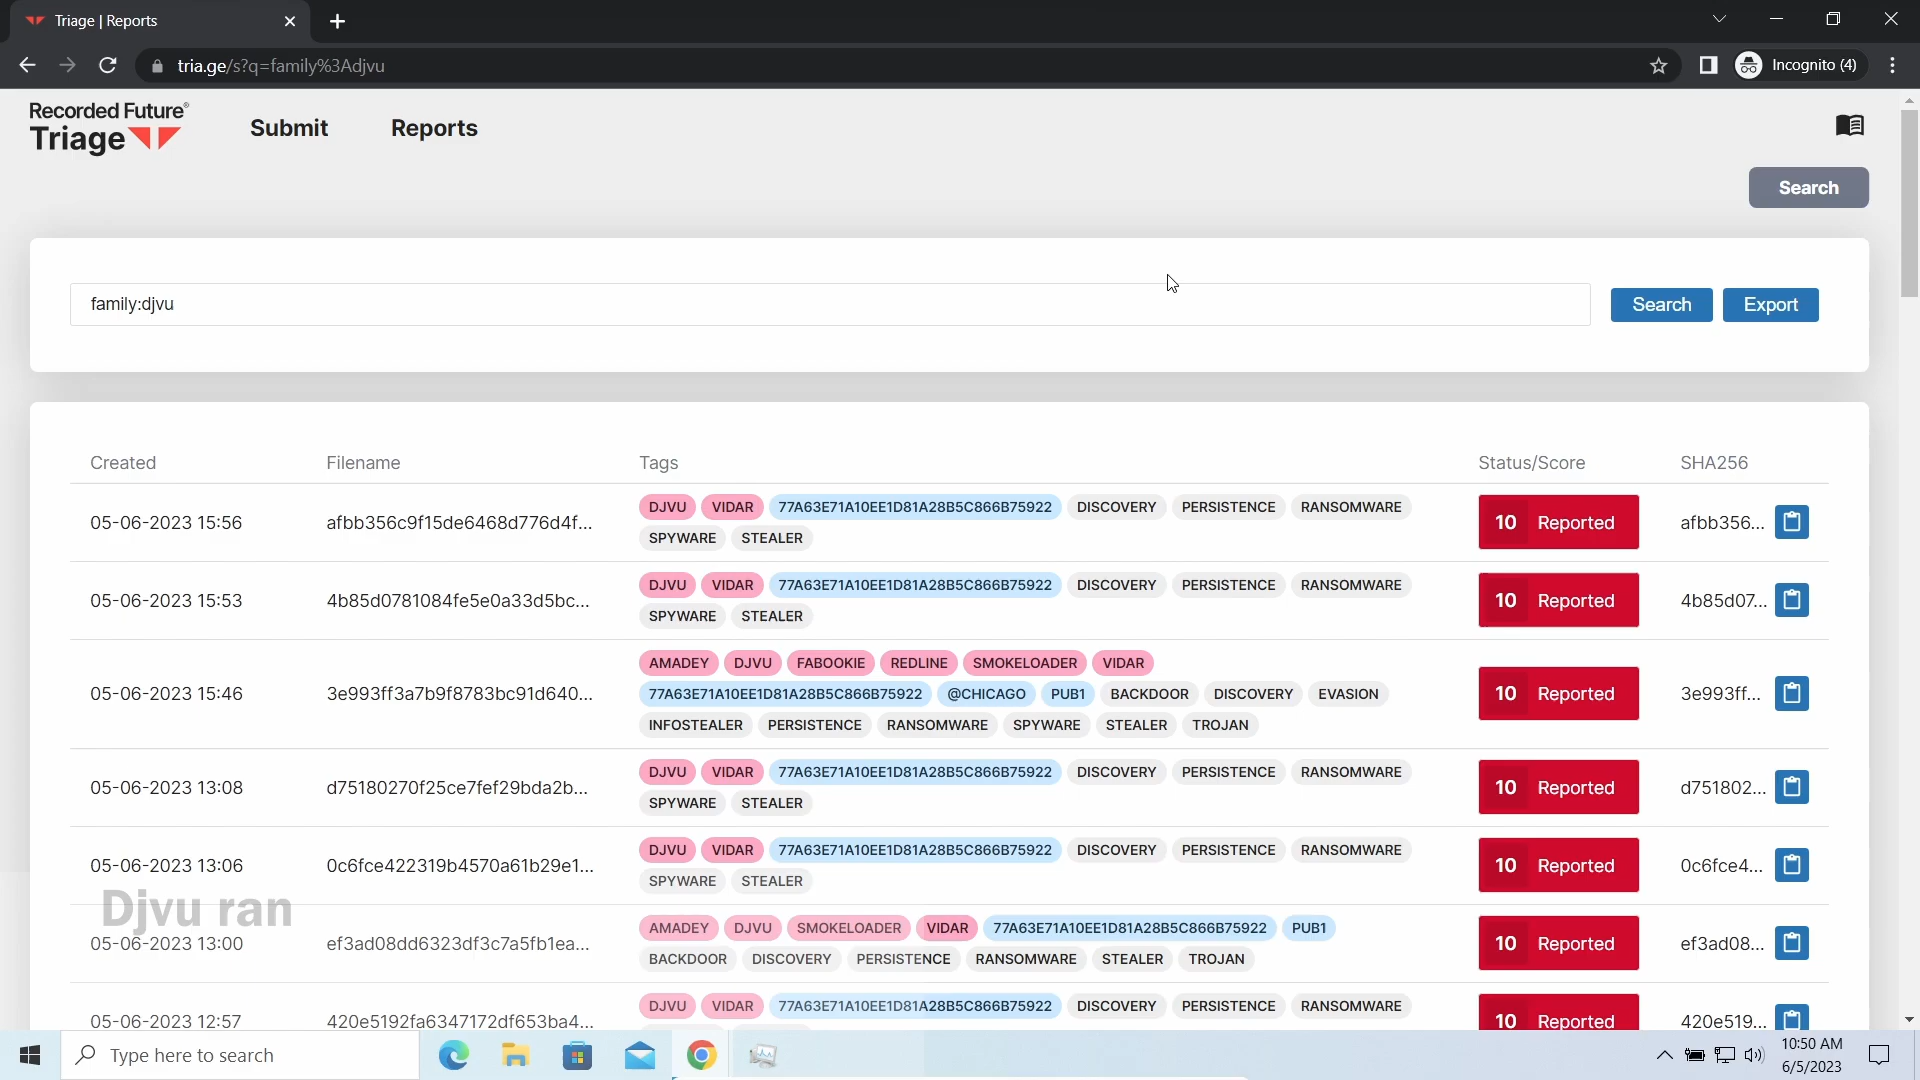 Triage | Reports
tria.ge/s?q=family%3Adjvu
Incognito (4)
Recorded Future®
Triage
Submit
Reports
Search
family:djvu
Search
Export
Created
Filename
Tags
Status/Score
SHA256
05-06-2023 15:56
afbb356c9f15de6468d776d4f...
DJVU VIDAR 77A63E71A10EE1D81A28B5C866B75922 DISCOVERY PERSISTENCE RANSOMWARE
SPYWARE STEALER
10 Reported
afbb356...
05-06-2023 15:53
4b85d0781084fe5e0a33d5bc...
DJVU VIDAR 77A63E71A10EE1D81A28B5C866B75922 DISCOVERY PERSISTENCE RANSOMWARE
SPYWARE STEALER
10 Reported
4b85d07...
05-06-2023 15:46
3e993ff3a7b9f8783bc91d640...
AMADEY DJVU FABOOKIE REDLINE SMOKELOADER VIDAR
77A63E71A10EE1D81A28B5C866B75922 @CHICAGO PUB1 BACKDOOR DISCOVERY EVASION
INFOSTEALER PERSISTENCE RANSOMWARE SPYWARE STEALER TROJAN
10 Reported
3e993ff...
05-06-2023 13:08
d75180270f25ce7fef29bda2b...
DJVU VIDAR 77A63E71A10EE1D81A28B5C866B75922 DISCOVERY PERSISTENCE RANSOMWARE
SPYWARE STEALER
10 Reported
d751802...
05-06-2023 13:06
0c6fce422319b4570a61b29e1...
DJVU VIDAR 77A63E71A10EE1D81A28B5C866B75922 DISCOVERY PERSISTENCE RANSOMWARE
SPYWARE STEALER
10 Reported
0c6fce4...
Djvu ran
05-06-2023 13:00
ef3ad08dd6323df3c7a5fb1ea...
AMADEY DJVU SMOKELOADER VIDAR 77A63E71A10EE1D81A28B5C866B75922 PUB1
BACKDOOR DISCOVERY PERSISTENCE RANSOMWARE STEALER TROJAN
10 Reported
ef3ad08...
05-06-2023 12:57
420e5192fa6347172df653ba4...
DJVU VIDAR 77A63E71A10EE1D81A28B5C866B75922 DISCOVERY PERSISTENCE RANSOMWARE
10 Reported
420e519...
Type here to search
10:50 AM
6/5/2023